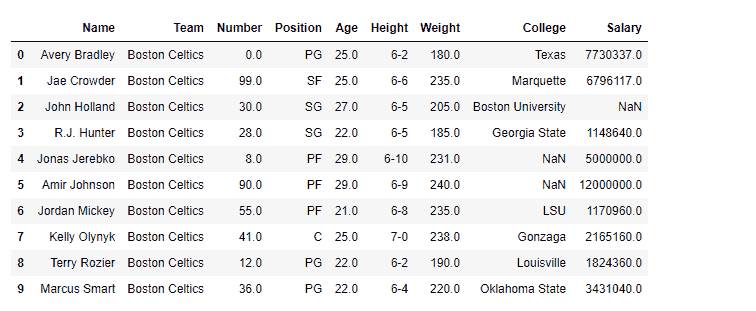 Name Team Number Position Age Height Weight College Salary
0 Avery Bradley Boston Celtics 0.0 PG 25.0 6-2 180.0 Texas 7730337.0
1 Jae Crowder Boston Celtics 99.0 SF 25.0 6-6 235.0 Marquette 6796117.0
2 John Holland Boston Celtics 30.0 SG 27.0 6-5 205.0 Boston University NaN
3 R.J. Hunter Boston Celtics 28.0 SG 22.0 6-5 185.0 Georgia State 1148640.0
4 Jonas Jerebko Boston Celtics 8.0 PF 29.0 6-10 231.0 NaN 5000000.0
5 Amir Johnson Boston Celtics 90.0 PF 29.0 6-9 240.0 NaN 12000000.0
6 Jordan Mickey Boston Celtics 55.0 PF 21.0 6-8 235.0 LSU 1170960.0
7 Kelly Olynyk Boston Celtics 41.0 C 25.0 7-0 238.0 Gonzaga 2165160.0
8 Terry Rozier Boston Celtics 12.0 PG 22.0 6-2 190.0 Louisville 1824360.0
9 Marcus Smart Boston Celtics 36.0 PG 22.0 6-4 220.0 Oklahoma State 3431040.0